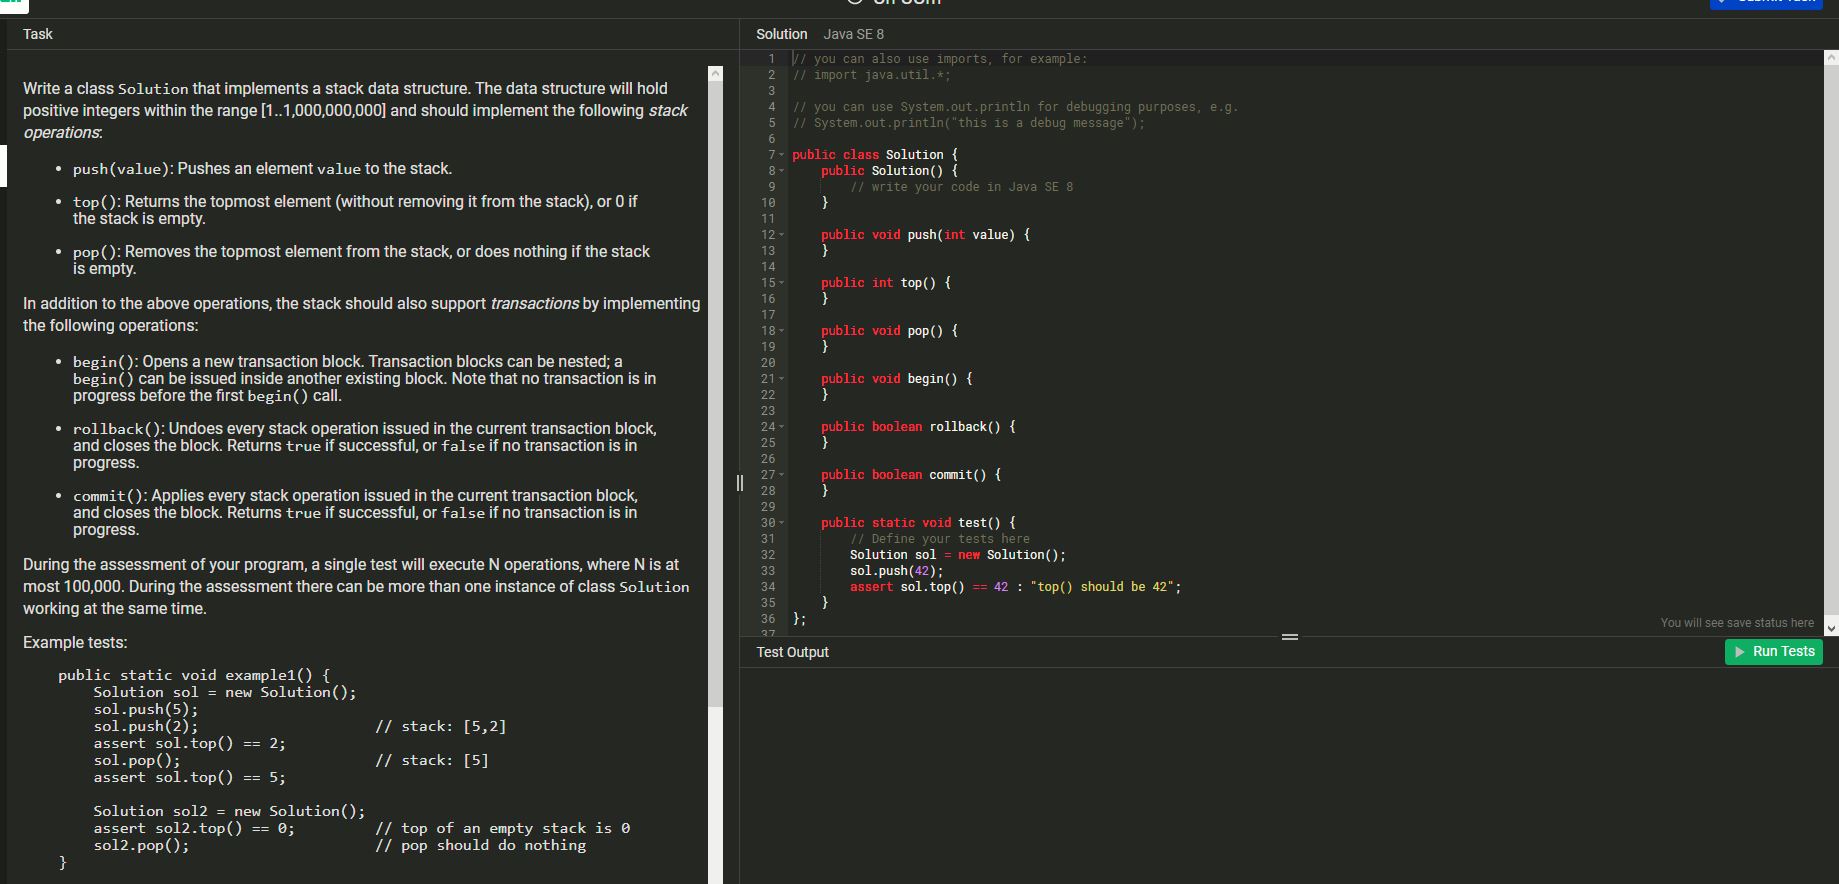 Task
Write a class Solution that implements a stack data structure. The data structure will hold
positive integers within the range [1..1,000,000,000] and should implement the following stack
operations:
• push(value): Pushes an element value to the stack.
• top(): Returns the topmost element (without removing it from the stack), or 0 if
the stack is empty.
• pop(): Removes the topmost element from the stack, or does nothing if the stack
is empty.
In addition to the above operations, the stack should also support transactions by implementing
the following operations:
• begin(): Opens a new transaction block. Transaction blocks can be nested; a
begin() can be issued inside another existing block. Note that no transaction is in
progress before the first begin() call.
• rollback(): Undoes every stack operation issued in the current transaction block,
and closes the block. Returns true if successful, or false if no transaction is in
progress.
• commit(): Applies every stack operation issued in the current transaction block,
and closes the block. Returns true if successful, or false if no transaction is in
progress.
During the assessment of your program, a single test will execute N operations, where N is at
most 100,000. During the assessment there can be more than one instance of class Solution
working at the same time.
Example tests:
public static void example1() {
Solution sol = new Solution();
sol.push(5);
sol.push(2); // stack: [5,2]
assert sol.top() == 2;
sol.pop(); // stack: [5]
assert sol.top() == 5;
Solution sol2 = new Solution();
assert sol2.top() == 0; // top of an empty stack is 0
sol2.pop(); // pop should do nothing
}
Solution Java SE 8
1 // you can also use imports, for example:
2 // import java.util.*;
3
4 // you can use System.out.println for debugging purposes, e.g.
5 // System.out.println("this is a debug message");
6
7 public class Solution {
8 public Solution() {
9 // write your code in Java SE 8
10 }
11
12 public void push(int value) {
13 }
14
15 public int top() {
16 }
17
18 public void pop() {
19 }
20
21 public void begin() {
22 }
23
24 public boolean rollback() {
25 }
26
27 public boolean commit() {
28 }
29
30 public static void test() {
31 // Define your tests here
32 Solution sol = new Solution();
33 sol.push(42);
34 assert sol.top() == 42 : "top() should be 42";
35 }
36 };
37
You will see save status here
Test Output
Run Tests